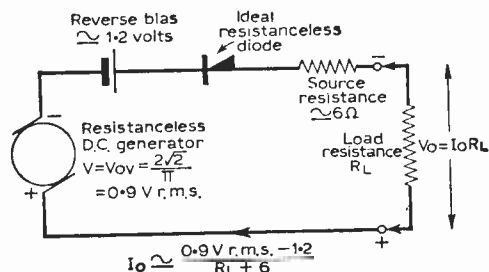 Reverse bias
≃ 1·2 volts
Ideal
resistanceless
diode
−
Source
resistance
≃6Ω
−
Resistanceless
D.C. generator
V=Vov=2√2/π
=0·9 V r.m.s.
+
Load
resistance
RL
Vo=IoRL
+
Io ≃ 0·9 V r.m.s. −1·2
RL + 6